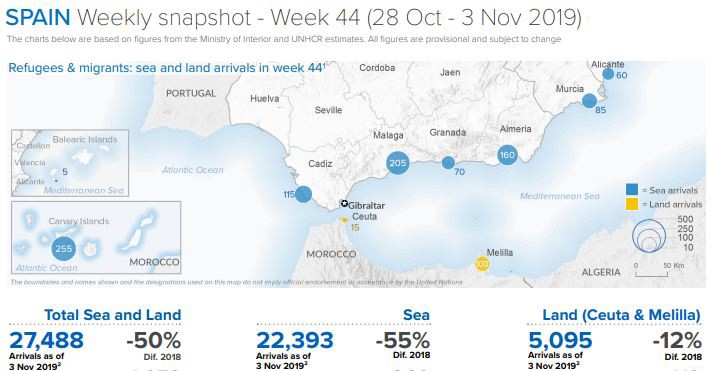 SPAIN Weekly snapshot - Week 44 (28 Oct - 3 Nov 2019)
The charts below are based on figures from the Ministry of Interior and UNHCR estimates. All figures are provisional and subject to change
Refugees & migrants: sea and land arrivals in week 44¹
Alicante
60
Cordoba
Jaen
Murcia
85
PORTUGAL
Huelva
Seville
Granada
Almeria
Malaga
205
70
160
Balearic Islands
Castellon
Valencia
5
Alicante
Mediterranean Sea
Atlantic Ocean
Cadiz
115
Gibraltar
Ceuta
15
Mediterranean Sea
= Sea arrivals
= Land arrivals
500
250
100
10
0 50 Km
Canary Islands
255
Atlantic Ocean
MOROCCO
MOROCCO
Melilla
100
ALGERIA
The boundaries and names shown and the designations used on this map do not imply official endorsement or acceptance by the United Nations
Total Sea and Land
27,488
-50%
Arrivals as of
3 Nov 2019²
Dif. 2018
Sea
22,393
-55%
Arrivals as of
3 Nov 2019²
Dif. 2018
Land (Ceuta & Melilla)
5,095
-12%
Arrivals as of
3 Nov 2019²
Dif. 2018